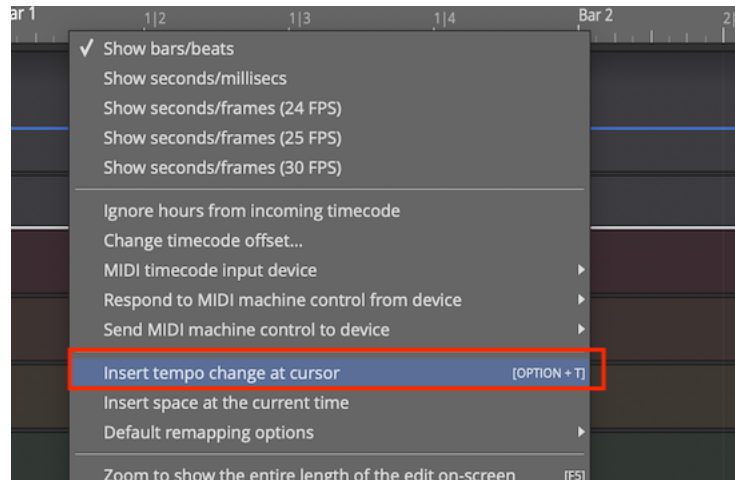 ar 1 1|2 1|3 1|4 Bar 2 2|
✓ Show bars/beats
Show seconds/millisecs
Show seconds/frames (24 FPS)
Show seconds/frames (25 FPS)
Show seconds/frames (30 FPS)
Ignore hours from incoming timecode
Change timecode offset...
MIDI timecode input device
Respond to MIDI machine control from device
Send MIDI machine control to device
Insert tempo change at cursor [OPTION + T]
Insert space at the current time
Default remapping options
Zoom to show the entire length of the edit on-screen [F5]